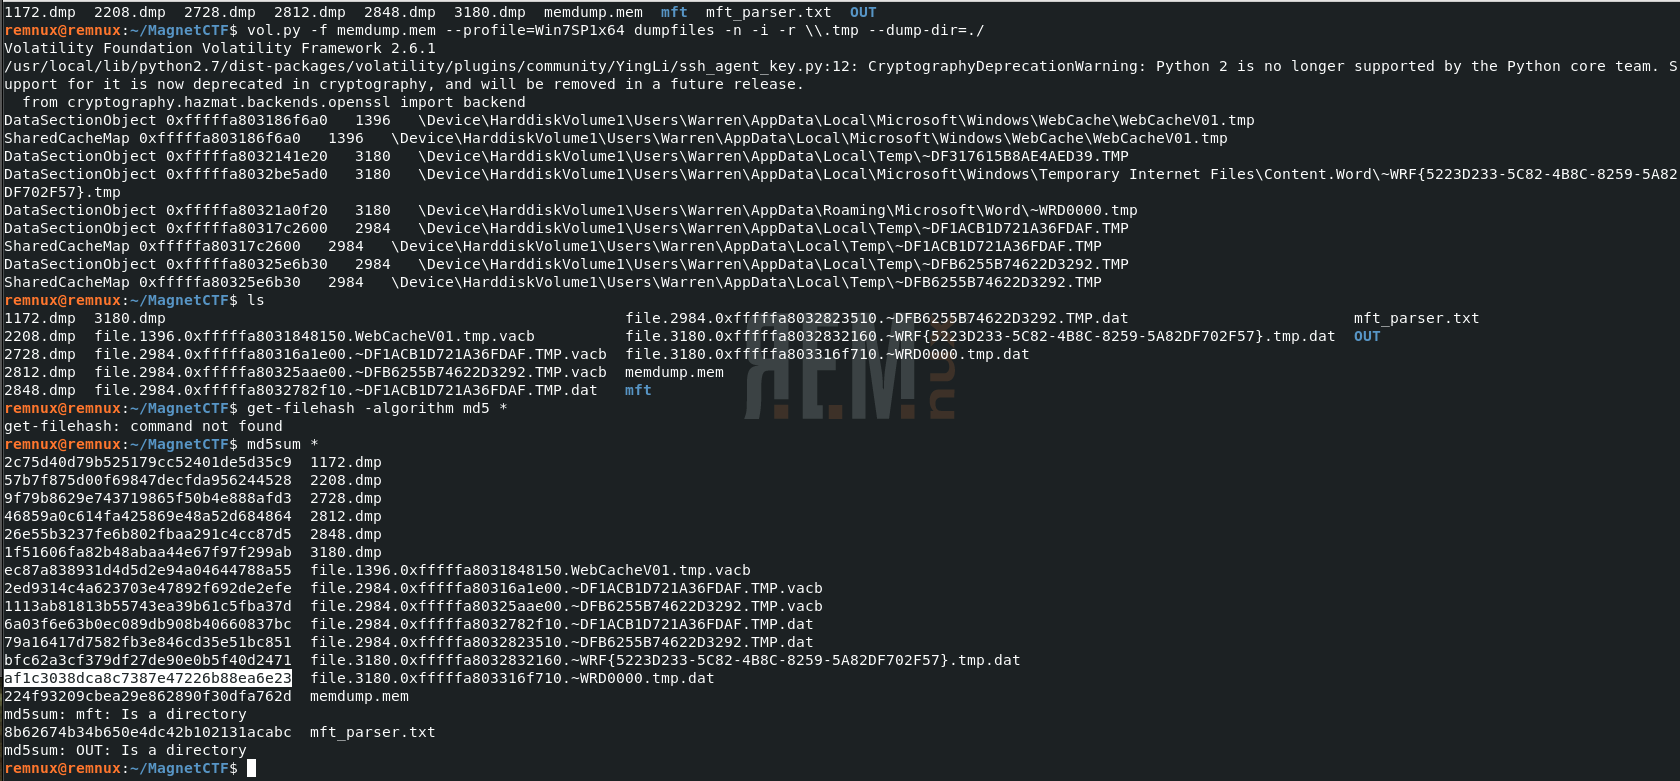 1172.dmp  2208.dmp  2728.dmp  2812.dmp  2848.dmp  3180.dmp  memdump.mem  mft  mft_parser.txt  OUT
remnux@remnux:~/MagnetCTF$ vol.py -f memdump.mem --profile=Win7SP1x64 dumpfiles -n -i -r \\.tmp --dump-dir=./
Volatility Foundation Volatility Framework 2.6.1
/usr/local/lib/python2.7/dist-packages/volatility/plugins/community/YingLi/ssh_agent_key.py:12: CryptographyDeprecationWarning: Python 2 is no longer supported by the Python core team. S
upport for it is now deprecated in cryptography, and will be removed in a future release.
  from cryptography.hazmat.backends.openssl import backend
DataSectionObject 0xfffffa803186f6a0   1396   \Device\HarddiskVolume1\Users\Warren\AppData\Local\Microsoft\Windows\WebCache\WebCacheV01.tmp
SharedCacheMap 0xfffffa803186f6a0   1396   \Device\HarddiskVolume1\Users\Warren\AppData\Local\Microsoft\Windows\WebCache\WebCacheV01.tmp
DataSectionObject 0xfffffa8032141e20   3180   \Device\HarddiskVolume1\Users\Warren\AppData\Local\Temp\~DF317615B8AE4AED39.TMP
DataSectionObject 0xfffffa8032be5ad0   3180   \Device\HarddiskVolume1\Users\Warren\AppData\Local\Microsoft\Windows\Temporary Internet Files\Content.Word\~WRF{5223D233-5C82-4B8C-8259-5A82
DF702F57}.tmp
DataSectionObject 0xfffffa80321a0f20   3180   \Device\HarddiskVolume1\Users\Warren\AppData\Roaming\Microsoft\Word\~WRD0000.tmp
DataSectionObject 0xfffffa80317c2600   2984   \Device\HarddiskVolume1\Users\Warren\AppData\Local\Temp\~DF1ACB1D721A36FDAF.TMP
SharedCacheMap 0xfffffa80317c2600   2984   \Device\HarddiskVolume1\Users\Warren\AppData\Local\Temp\~DF1ACB1D721A36FDAF.TMP
DataSectionObject 0xfffffa80325e6b30   2984   \Device\HarddiskVolume1\Users\Warren\AppData\Local\Temp\~DFB6255B74622D3292.TMP
SharedCacheMap 0xfffffa80325e6b30   2984   \Device\HarddiskVolume1\Users\Warren\AppData\Local\Temp\~DFB6255B74622D3292.TMP
remnux@remnux:~/MagnetCTF$ ls
1172.dmp  3180.dmp                                                   file.2984.0xfffffa8032823510.~DFB6255B74622D3292.TMP.dat                         mft_parser.txt
2208.dmp  file.1396.0xfffffa8031848150.WebCacheV01.tmp.vacb          file.3180.0xfffffa8032832160.~WRF{5223D233-5C82-4B8C-8259-5A82DF702F57}.tmp.dat  OUT
2728.dmp  file.2984.0xfffffa80316a1e00.~DF1ACB1D721A36FDAF.TMP.vacb  file.3180.0xfffffa803316f710.~WRD0000.tmp.dat
2812.dmp  file.2984.0xfffffa80325aae00.~DFB6255B74622D3292.TMP.vacb  memdump.mem
2848.dmp  file.2984.0xfffffa8032782f10.~DF1ACB1D721A36FDAF.TMP.dat   mft
REM nux
remnux@remnux:~/MagnetCTF$ get-filehash -algorithm md5 *
get-filehash: command not found
remnux@remnux:~/MagnetCTF$ md5sum *
2c75d40d79b525179cc52401de5d35c9  1172.dmp
57b7f875d00f69847decfda956244528  2208.dmp
9f79b8629e743719865f50b4e888afd3  2728.dmp
46859a0c614fa425869e48a52d684864  2812.dmp
26e55b3237fe6b802fbaa291c4cc87d5  2848.dmp
1f51606fa82b48abaa44e67f97f299ab  3180.dmp
ec87a838931d4d5d2e94a04644788a55  file.1396.0xfffffa8031848150.WebCacheV01.tmp.vacb
2ed9314c4a623703e47892f692de2efe  file.2984.0xfffffa80316a1e00.~DF1ACB1D721A36FDAF.TMP.vacb
1113ab81813b55743ea39b61c5fba37d  file.2984.0xfffffa80325aae00.~DFB6255B74622D3292.TMP.vacb
6a03f6e63b0ec089db908b40660837bc  file.2984.0xfffffa8032782f10.~DF1ACB1D721A36FDAF.TMP.dat
79a16417d7582fb3e846cd35e51bc851  file.2984.0xfffffa8032823510.~DFB6255B74622D3292.TMP.dat
bfc62a3cf379df27de90e0b5f40d2471  file.3180.0xfffffa8032832160.~WRF{5223D233-5C82-4B8C-8259-5A82DF702F57}.tmp.dat
af1c3038dca8c7387e47226b88ea6e23  file.3180.0xfffffa803316f710.~WRD0000.tmp.dat
224f93209cbea29e862890f30dfa762d  memdump.mem
md5sum: mft: Is a directory
8b62674b34b650e4dc42b102131acabc  mft_parser.txt
md5sum: OUT: Is a directory
remnux@remnux:~/MagnetCTF$